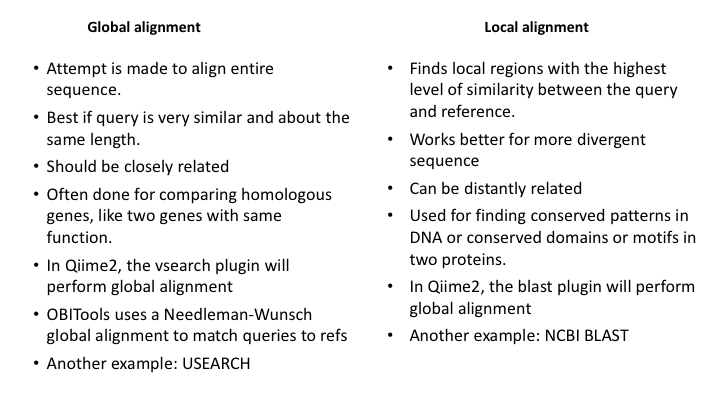 Global alignment
• Attempt is made to align entire
sequence.
• Best if query is very similar and about the
same length.
• Should be closely related
• Often done for comparing homologous
genes, like two genes with same
function.
• In Qiime2, the vsearch plugin will
perform global alignment
• OBITools uses a Needleman-Wunsch
global alignment to match queries to refs
• Another example: USEARCH
Local alignment
• Finds local regions with the highest
level of similarity between the query
and reference.
• Works better for more divergent
sequence
• Can be distantly related
• Used for finding conserved patterns in
DNA or conserved domains or motifs in
two proteins.
• In Qiime2, the blast plugin will perform
global alignment
• Another example: NCBI BLAST